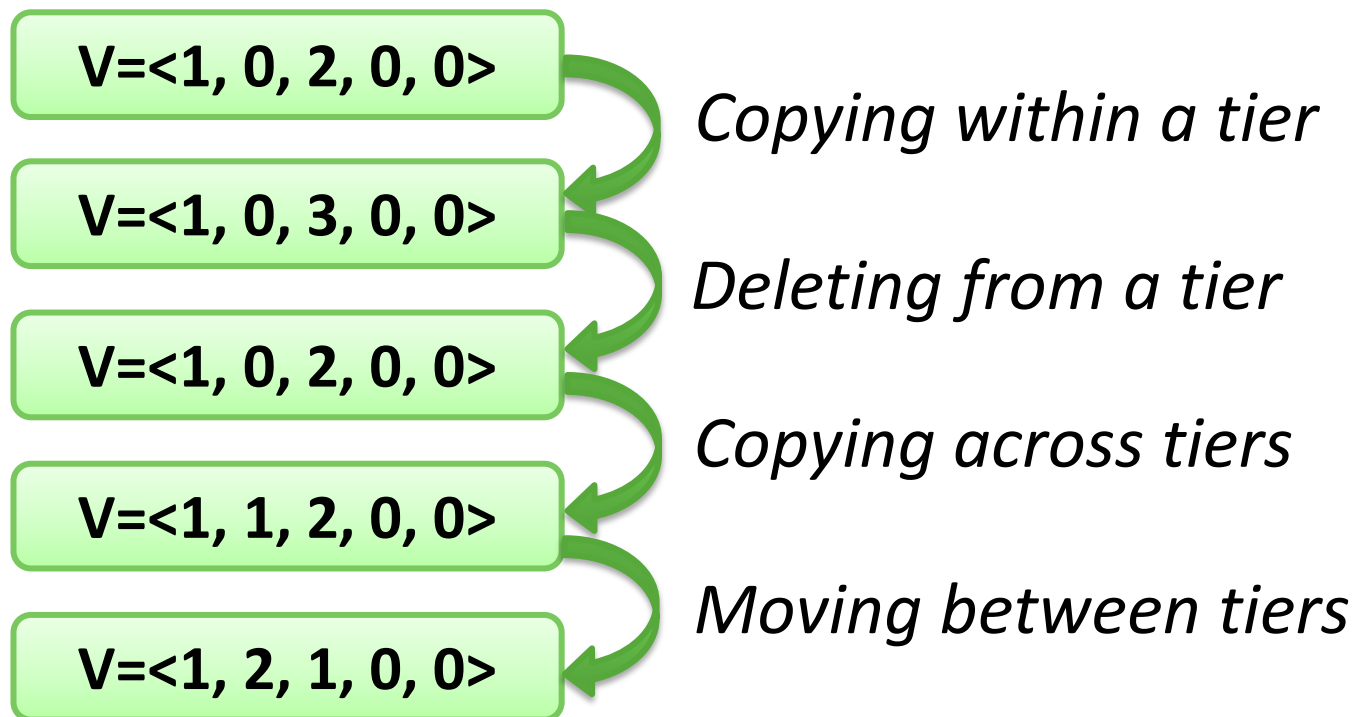 V=<1, 0, 2, 0, 0>
Copying within a tier
V=<1, 0, 3, 0, 0>
Deleting from a tier
V=<1, 0, 2, 0, 0>
Copying across tiers
V=<1, 1, 2, 0, 0>
Moving between tiers
V=<1, 2, 1, 0, 0>